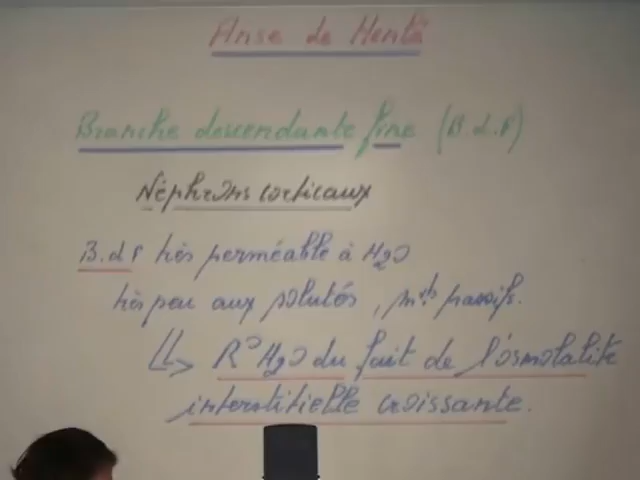 Anse de Henlé
Branche descendante fine (B.d.f)
Néphrons corticaux
B.d f très perméable à H2O
très peu aux solutés, mvts passifs.
R° H2O du fait de l'osmolalité
interstitielle croissante.